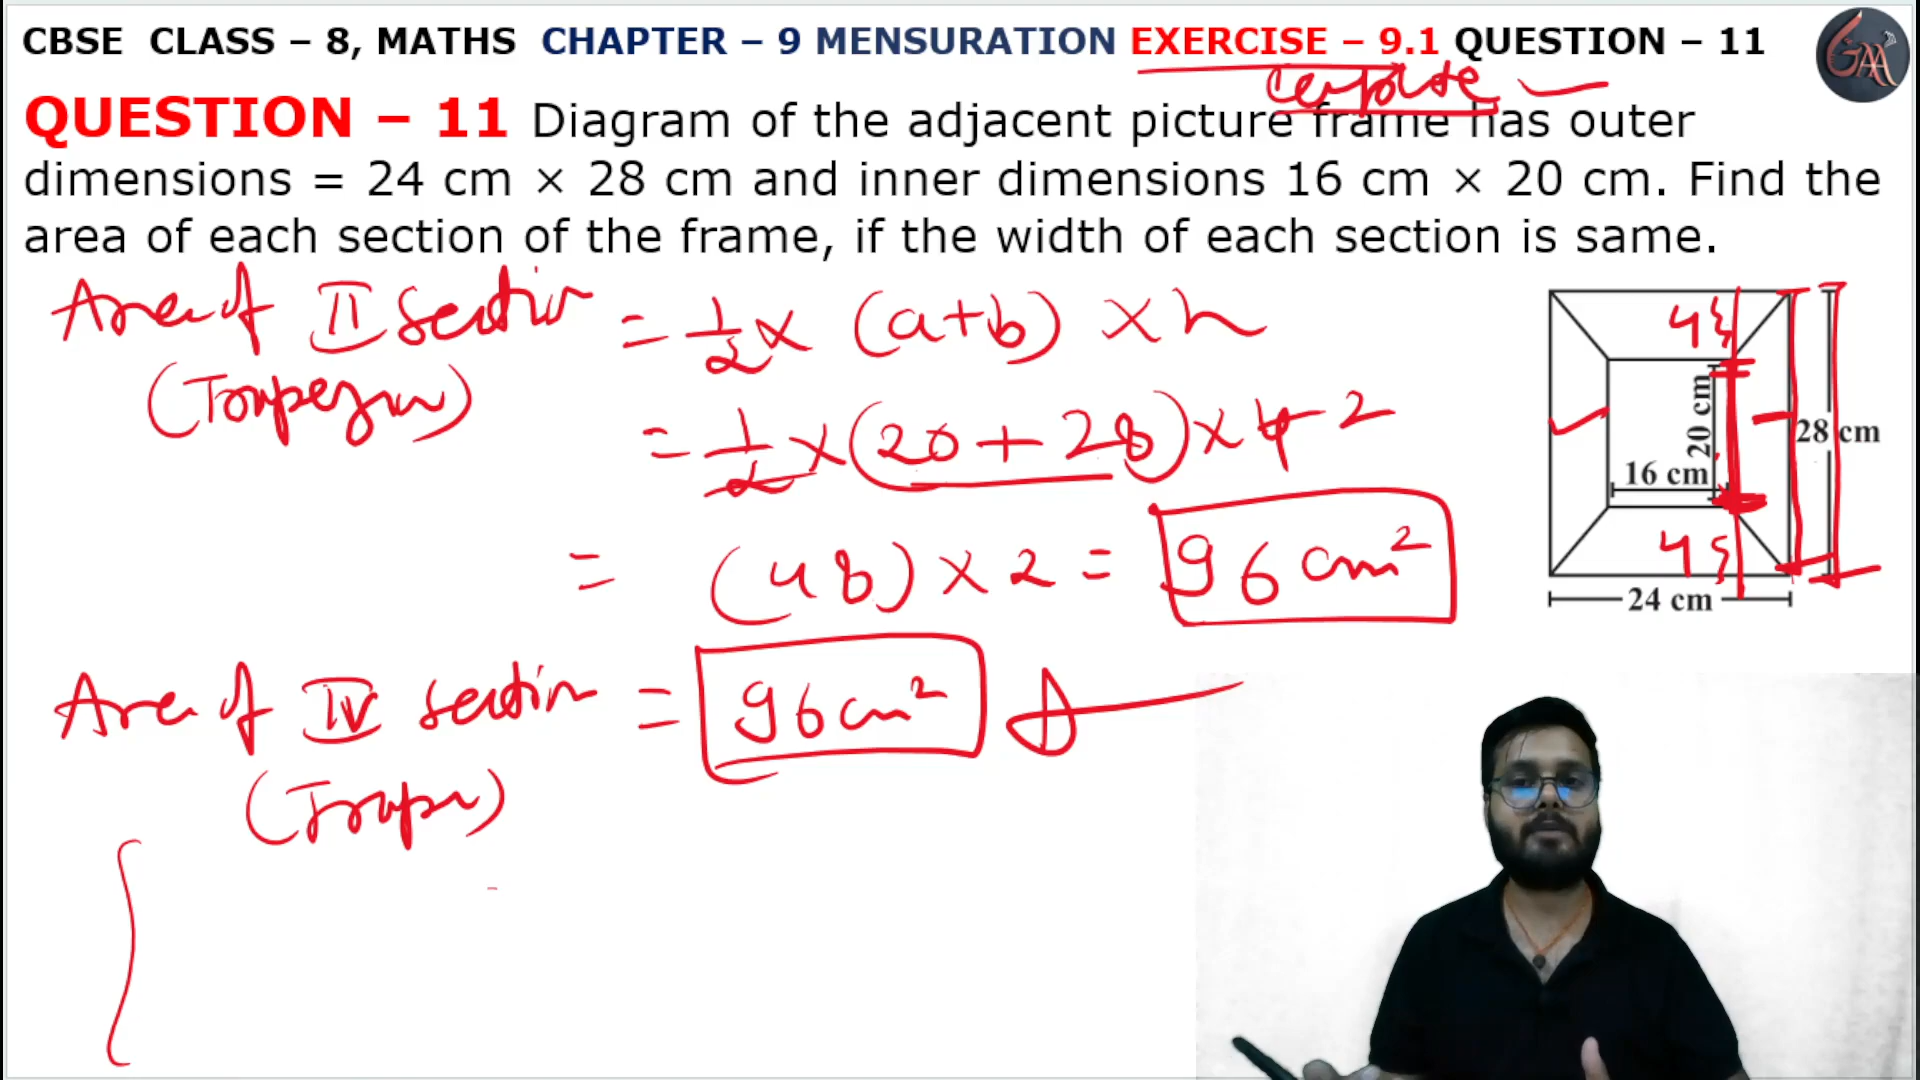 CBSE CLASS – 8, MATHS CHAPTER – 9 MENSURATION EXERCISE – 9.1 QUESTION – 11
QUESTION – 11 Diagram of the adjacent picture frame has outer
dimensions = 24 cm × 28 cm and inner dimensions 16 cm × 20 cm. Find the
area of each section of the frame, if the width of each section is same.
Area of II section = 1/2 × (a+b) × h
(Trapezium)
= 1/2 × (20 + 28) × 4 2
= (48) × 2 = 96 cm²
Area of IV section = 96 cm²
(Trape)
4
20 cm
28 cm
16 cm
4
24 cm